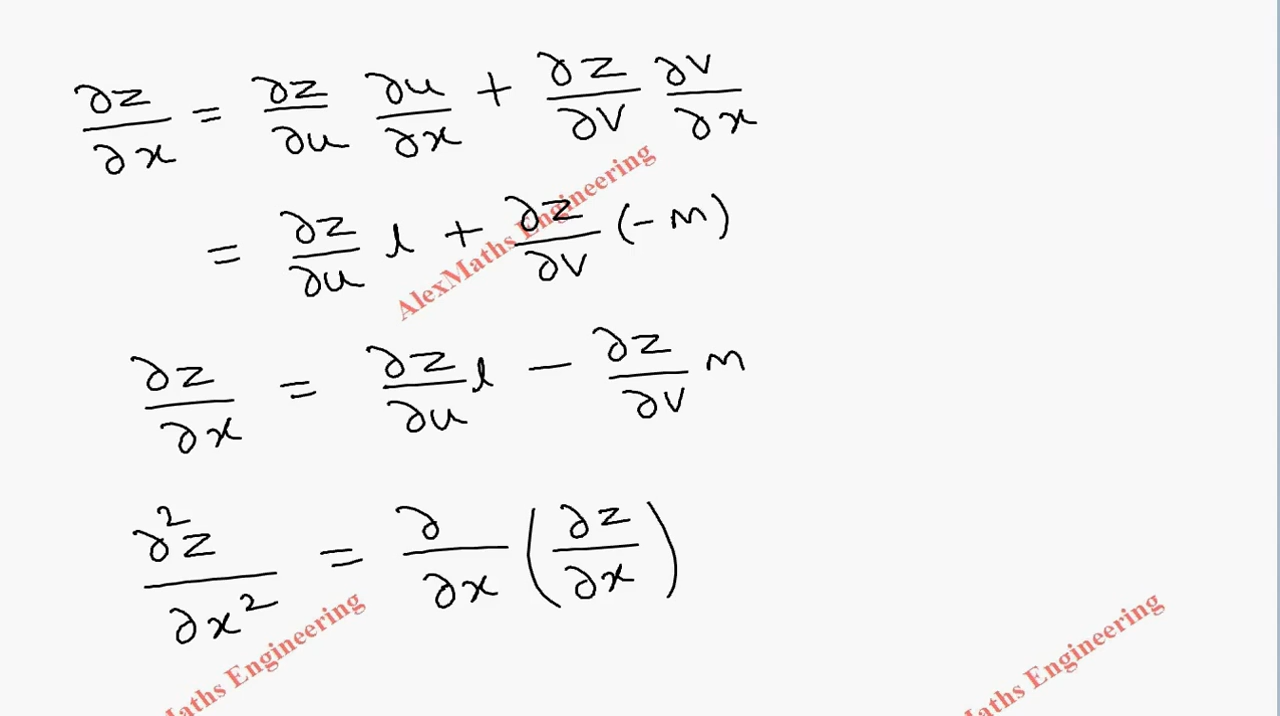 ∂z/∂x = ∂z/∂u ∂u/∂x + ∂z/∂v ∂v/∂x
= ∂z/∂u l + ∂z/∂v (-m)
AlexMaths Engineering
∂z/∂x = ∂z/∂u l - ∂z/∂v m
∂²z/∂x² = ∂/∂x (∂z/∂x)
Maths Engineering
Maths Engineering